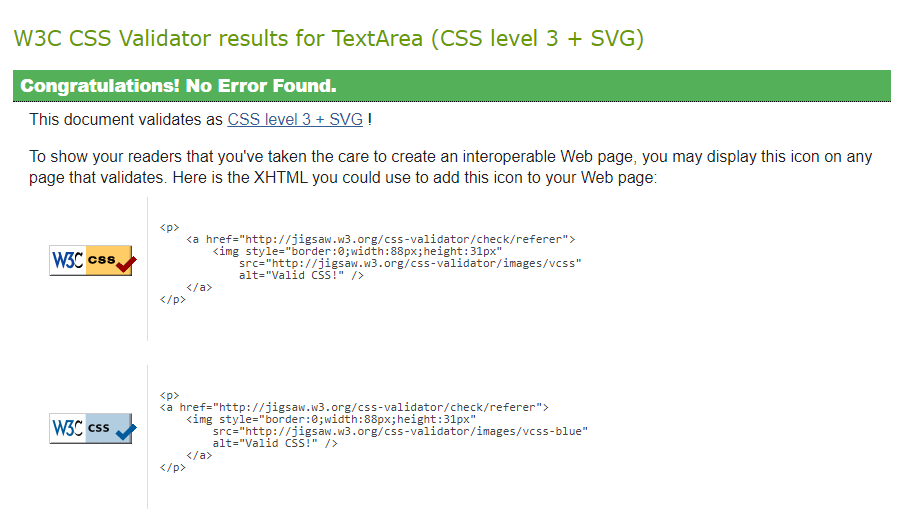 W3C CSS Validator results for TextArea (CSS level 3 + SVG)
Congratulations! No Error Found.
This document validates as CSS level 3 + SVG !
To show your readers that you've taken the care to create an interoperable Web page, you may display this icon on any
page that validates. Here is the XHTML you could use to add this icon to your Web page:
W3C css
<p>
    <a href="http://jigsaw.w3.org/css-validator/check/referer">
        <img style="border:0;width:88px;height:31px"
            src="http://jigsaw.w3.org/css-validator/images/vcss"
            alt="Valid CSS!" />
    </a>
</p>
W3C css
<p>
<a href="http://jigsaw.w3.org/css-validator/check/referer">
    <img style="border:0;width:88px;height:31px"
        src="http://jigsaw.w3.org/css-validator/images/vcss-blue"
        alt="Valid CSS!" />
    </a>
</p>